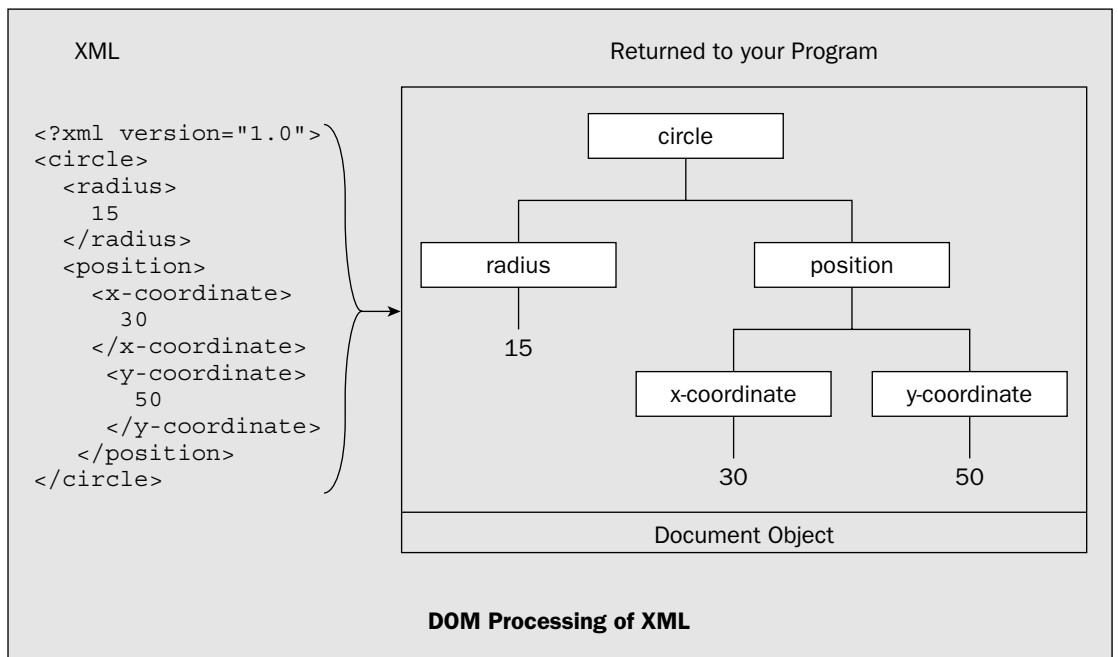 XML
<?xml version="1.0">
<circle>
  <radius>
    15
  </radius>
  <position>
    <x-coordinate>
      30
    </x-coordinate>
     <y-coordinate>
       50
     </y-coordinate>
   </position>
</circle>
Returned to your Program
circle
radius
position
15
x-coordinate
y-coordinate
30
50
Document Object
DOM Processing of XML